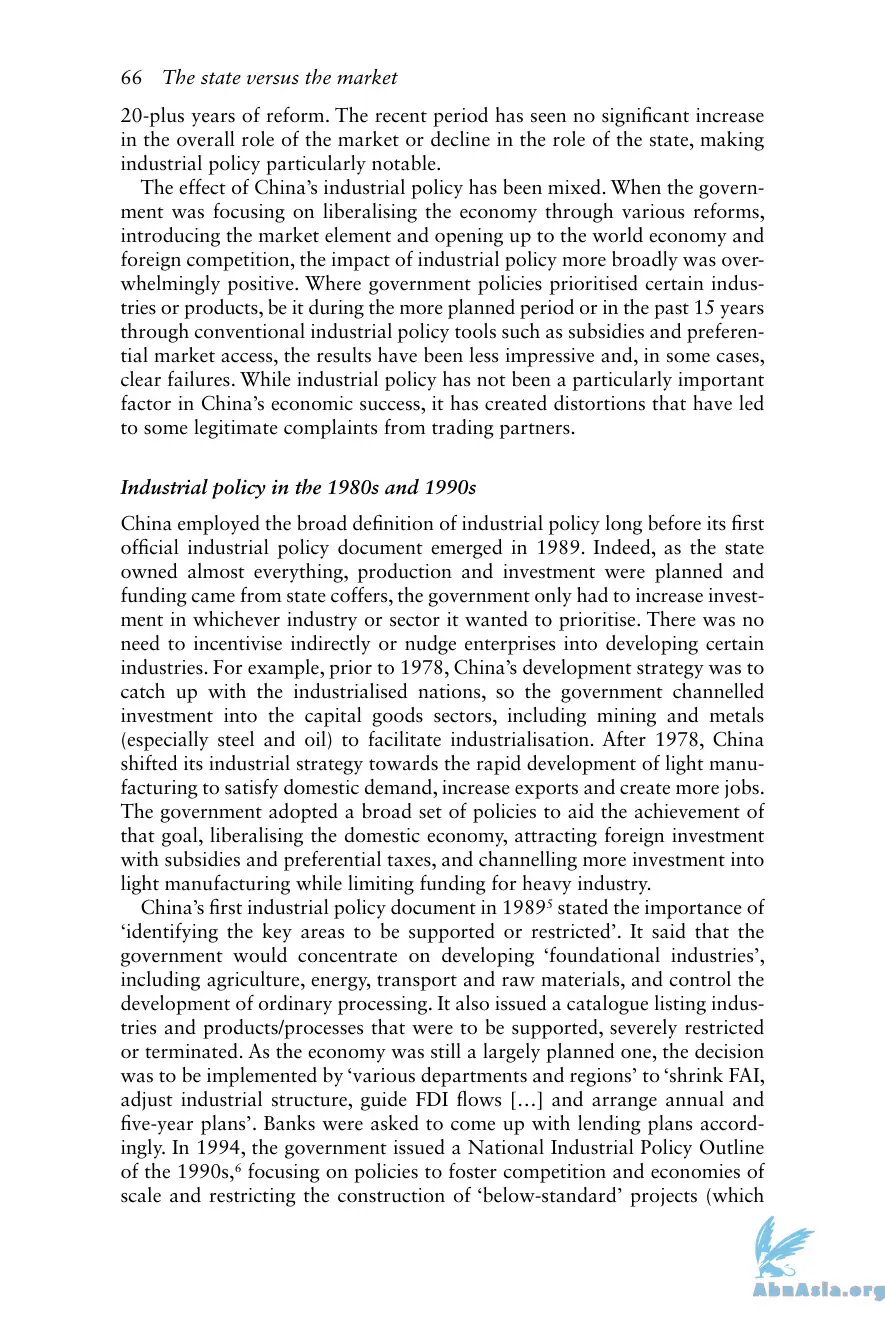 66 The state versus the market
20-plus years of reform. The recent period has seen no significant increase
in the overall role of the market or decline in the role of the state, making
industrial policy particularly notable.
The effect of China’s industrial policy has been mixed. When the govern-
ment was focusing on liberalising the economy through various reforms,
introducing the market element and opening up to the world economy and
foreign competition, the impact of industrial policy more broadly was over-
whelmingly positive. Where government policies prioritised certain indus-
tries or products, be it during the more planned period or in the past 15 years
through conventional industrial policy tools such as subsidies and preferen-
tial market access, the results have been less impressive and, in some cases,
clear failures. While industrial policy has not been a particularly important
factor in China’s economic success, it has created distortions that have led
to some legitimate complaints from trading partners.
Industrial policy in the 1980s and 1990s
China employed the broad definition of industrial policy long before its first
official industrial policy document emerged in 1989. Indeed, as the state
owned almost everything, production and investment were planned and
funding came from state coffers, the government only had to increase invest-
ment in whichever industry or sector it wanted to prioritise. There was no
need to incentivise indirectly or nudge enterprises into developing certain
industries. For example, prior to 1978, China’s development strategy was to
catch up with the industrialised nations, so the government channelled
investment into the capital goods sectors, including mining and metals
(especially steel and oil) to facilitate industrialisation. After 1978, China
shifted its industrial strategy towards the rapid development of light manu-
facturing to satisfy domestic demand, increase exports and create more jobs.
The government adopted a broad set of policies to aid the achievement of
that goal, liberalising the domestic economy, attracting foreign investment
with subsidies and preferential taxes, and channelling more investment into
light manufacturing while limiting funding for heavy industry.
China’s first industrial policy document in 1989⁵ stated the importance of
‘identifying the key areas to be supported or restricted’. It said that the
government would concentrate on developing ‘foundational industries’,
including agriculture, energy, transport and raw materials, and control the
development of ordinary processing. It also issued a catalogue listing indus-
tries and products/processes that were to be supported, severely restricted
or terminated. As the economy was still a largely planned one, the decision
was to be implemented by ‘various departments and regions’ to ‘shrink FAI,
adjust industrial structure, guide FDI flows […] and arrange annual and
five-year plans’. Banks were asked to come up with lending plans accord-
ingly. In 1994, the government issued a National Industrial Policy Outline
of the 1990s,⁶ focusing on policies to foster competition and economies of
scale and restricting the construction of ‘below-standard’ projects (which
AbnAsia.org